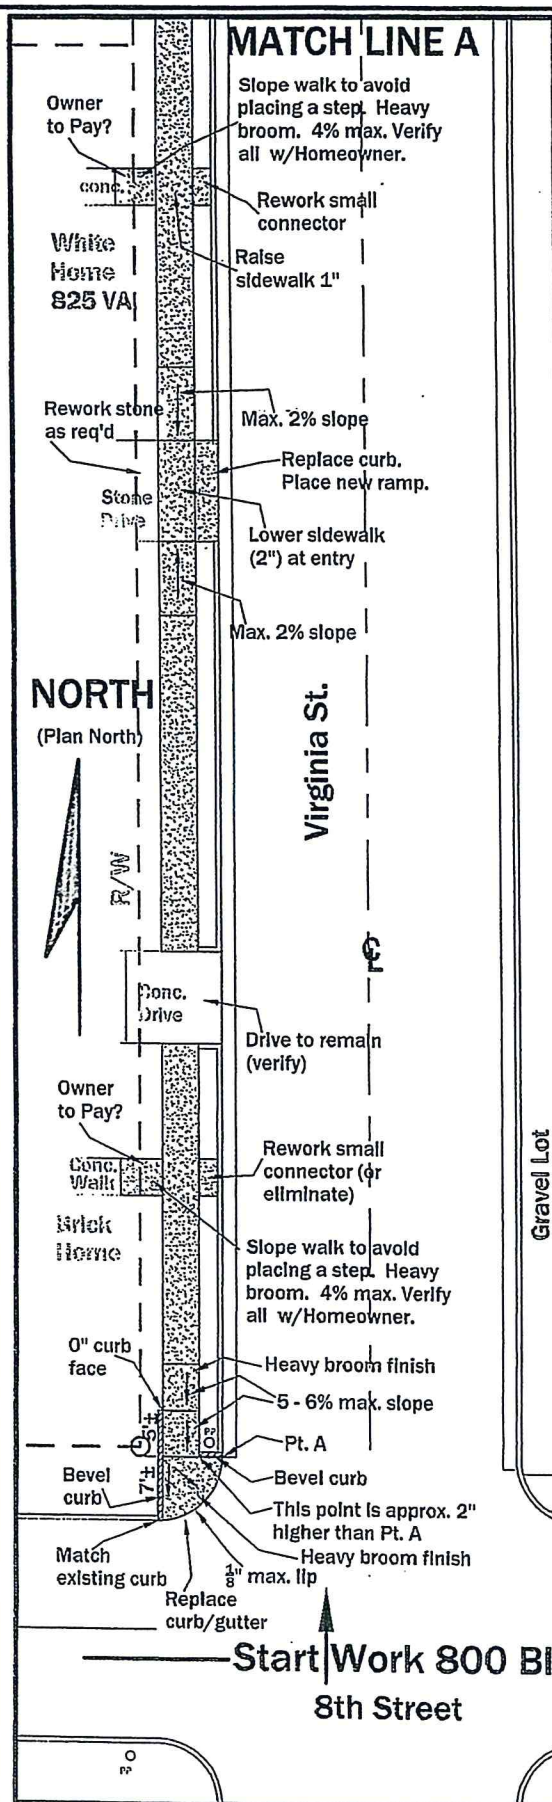 MATCH LINE A
Slope walk to avoid
placing a step. Heavy
broom. 4% max. Verify
all w/Homeowner.
Owner
to Pay?
conc.
Rework small
connector
White
Home
825 VA
Raise
sidewalk 1"
Rework stone
as req'd
Max. 2% slope
Replace curb.
Place new ramp.
Stone
Drive
Lower sidewalk
(2") at entry
Max. 2% slope
NORTH
(Plan North)
Virginia St.
R/W
CL
Conc.
Drive
Drive to remain
(verify)
Owner
to Pay?
Conc.
Walk
Rework small
connector (or
eliminate)
Gravel Lot
Brick
Home
Slope walk to avoid
placing a step. Heavy
broom. 4% max. Verify
all w/Homeowner.
0" curb
face
Heavy broom finish
5 - 6% max. slope
5'±
PP
Pt. A
7'±
Bevel
curb
Bevel curb
This point is approx. 2"
higher than Pt. A
Heavy broom finish
Match
existing curb
1/8" max. lip
Replace
curb/gutter
Start Work 800 Bl
8th Street
PP